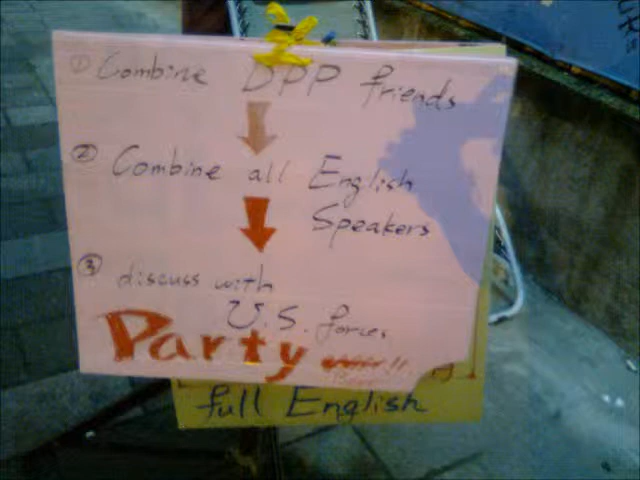 ① Combine DPP friends
② Combine all English
Speakers
③ discuss with
U.S. force,
Party
full English